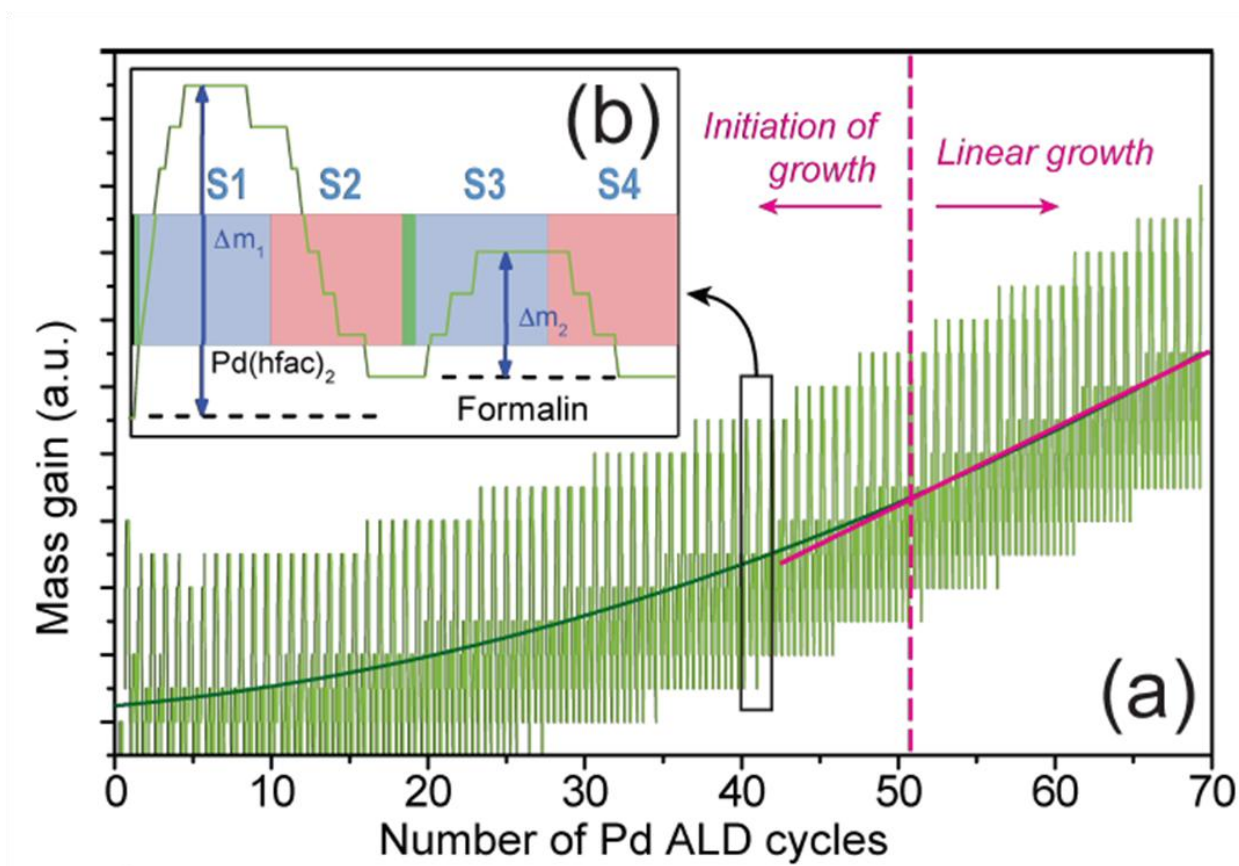 (b)
S1 S2 S3 S4
Δm₁
Δm₂
Pd(hfac)₂
Formalin
Initiation of
growth
Linear growth
(a)
Mass gain (a.u.)
0 10 20 30 40 50 60 70
Number of Pd ALD cycles